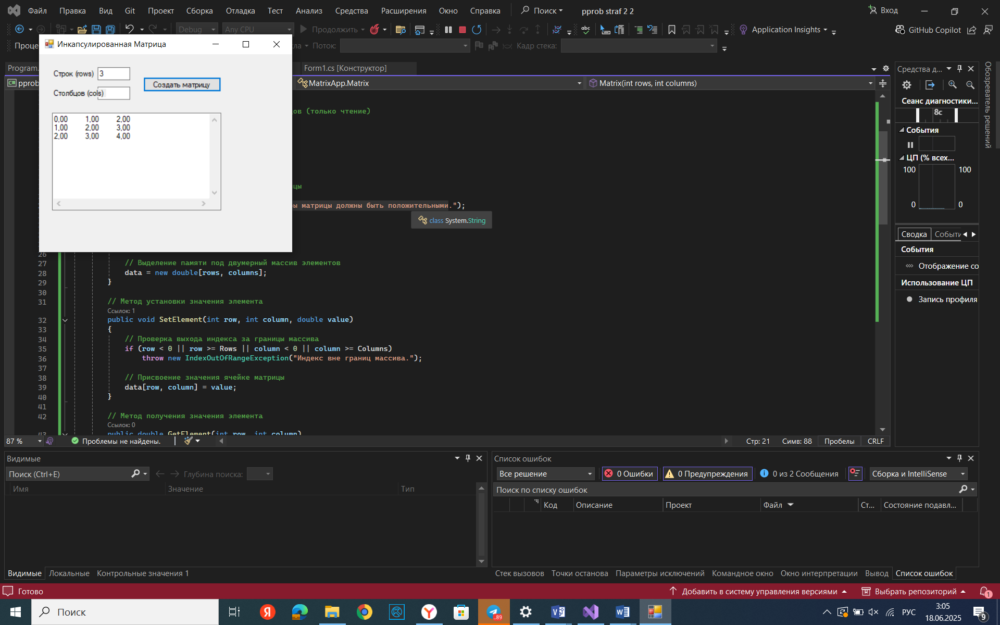 Файл Правка Вид Git Проект Сборка Отладка Тест Анализ Средства Расширения Окно Справка Поиск pprob straf 2 2 Вход
Debug Any CPU Продолжить Application Insights GitHub Copilot
Проце Поток: Кадр стека:
Инкапсулированная Матрица
Строк (rows) 3
Создать матрицу
Столбцов (cols)
0,00 1,00 2,00
1,00 2,00 3,00
2,00 3,00 4,00
Program. Form1.cs [Конструктор]
C# pprob MatrixApp.Matrix Matrix(int rows, int columns)
ов (только чтение)
цы
ы матрицы должны быть положительными.");
class System.String
26
27 // Выделение памяти под двумерный массив элементов
28 data = new double[rows, columns];
29 }
30
31 // Метод установки значения элемента
Ссылок: 1
32 public void SetElement(int row, int column, double value)
33 {
34 // Проверка выхода индекса за границы массива
35 if (row < 0 || row >= Rows || column < 0 || column >= Columns)
36 throw new IndexOutOfRangeException("Индекс вне границ массива.");
37
38 // Присвоение значения ячейке матрицы
39 data[row, column] = value;
40 }
41
42 // Метод получения значения элемента
Ссылок: 0
43 public double GetElement(int row, int column)
87 % Проблемы не найдены. Стр: 21 Симв: 88 Пробелы CRLF
Средства д...
Сеанс диагностики...
8с
События
ЦП (% всех...
100 100
0 0
Сводка Событи
События
Отображение со
Использование ЦП
Запись профиля
Обозреватель решений
Видимые
Поиск (Ctrl+E) Глубина поиска:
Имя Значение Тип
Видимые Локальные Контрольные значения 1
Список ошибок
Все решение 0 Ошибки 0 Предупреждения 0 из 2 Сообщения Сборка и IntelliSense
Поиск по списку ошибок
Код Описание Проект Файл Ст... Состояние подавл...
Стек вызовов Точки останова Параметры исключений Командное окно Окно интерпретации Вывод Список ошибок
Готово Добавить в систему управления версиями Выбрать репозиторий 1
Поиск 89 РУС 3:05
18.06.2025 9